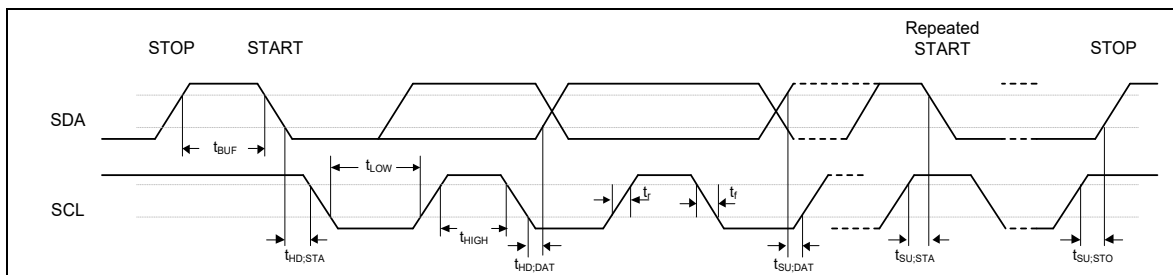 Repeated
STOP START START STOP
SDA
tBUF
tLOW
SCL
tr tf
tHIGH
tHD;STA tHD;DAT tSU;DAT tSU;STA tSU;STO